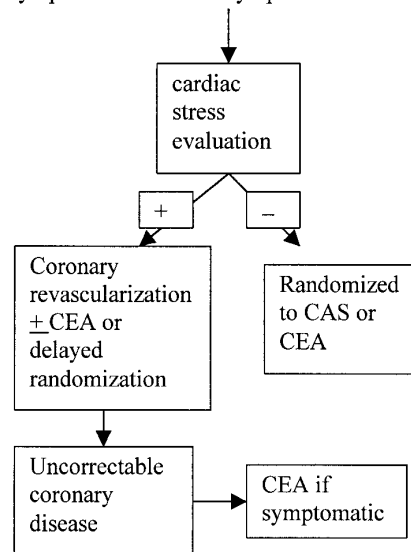 cardiac
stress
evaluation
+
−
Coronary
revascularization
+ CEA or
delayed
randomization
Randomized
to CAS or
CEA
Uncorrectable
coronary
disease
CEA if
symptomatic